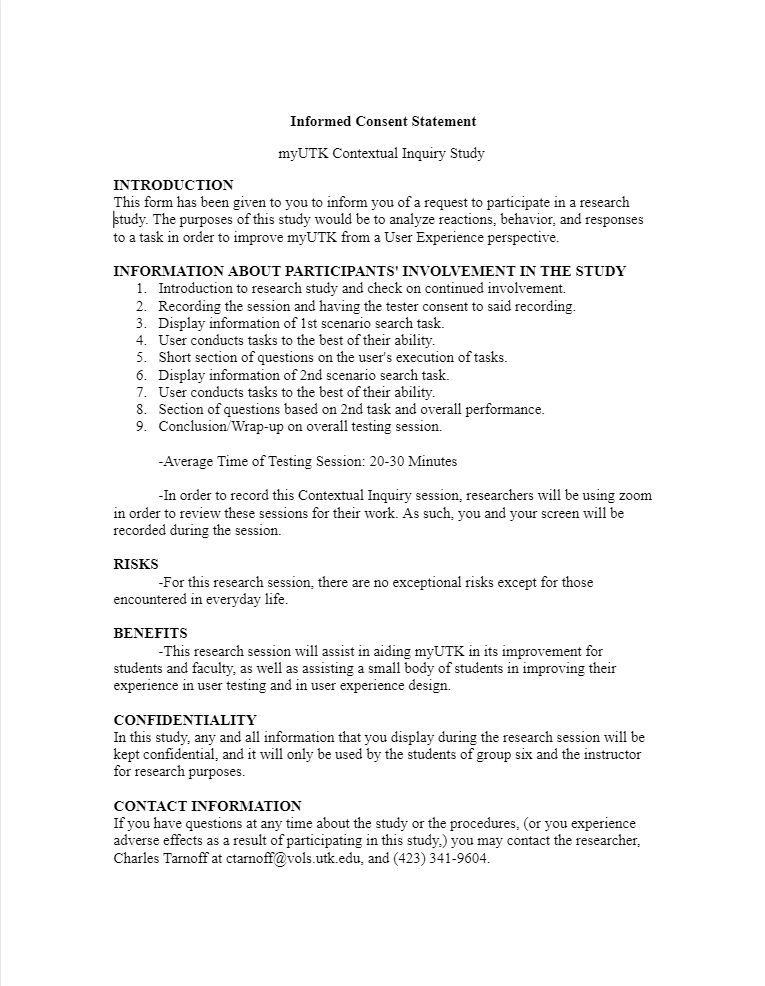 Informed Consent Statement
myUTK Contextual Inquiry Study
INTRODUCTION
This form has been given to you to inform you of a request to participate in a research
study. The purposes of this study would be to analyze reactions, behavior, and responses
to a task in order to improve myUTK from a User Experience perspective.
INFORMATION ABOUT PARTICIPANTS' INVOLVEMENT IN THE STUDY
1. Introduction to research study and check on continued involvement.
2. Recording the session and having the tester consent to said recording.
3. Display information of 1st scenario search task.
4. User conducts tasks to the best of their ability.
5. Short section of questions on the user's execution of tasks.
6. Display information of 2nd scenario search task.
7. User conducts tasks to the best of their ability.
8. Section of questions based on 2nd task and overall performance.
9. Conclusion/Wrap-up on overall testing session.
-Average Time of Testing Session: 20-30 Minutes
-In order to record this Contextual Inquiry session, researchers will be using zoom
in order to review these sessions for their work. As such, you and your screen will be
recorded during the session.
RISKS
-For this research session, there are no exceptional risks except for those
encountered in everyday life.
BENEFITS
-This research session will assist in aiding myUTK in its improvement for
students and faculty, as well as assisting a small body of students in improving their
experience in user testing and in user experience design.
CONFIDENTIALITY
In this study, any and all information that you display during the research session will be
kept confidential, and it will only be used by the students of group six and the instructor
for research purposes.
CONTACT INFORMATION
If you have questions at any time about the study or the procedures, (or you experience
adverse effects as a result of participating in this study,) you may contact the researcher,
Charles Tarnoff at ctarnoff@vols.utk.edu, and (423) 341-9604.